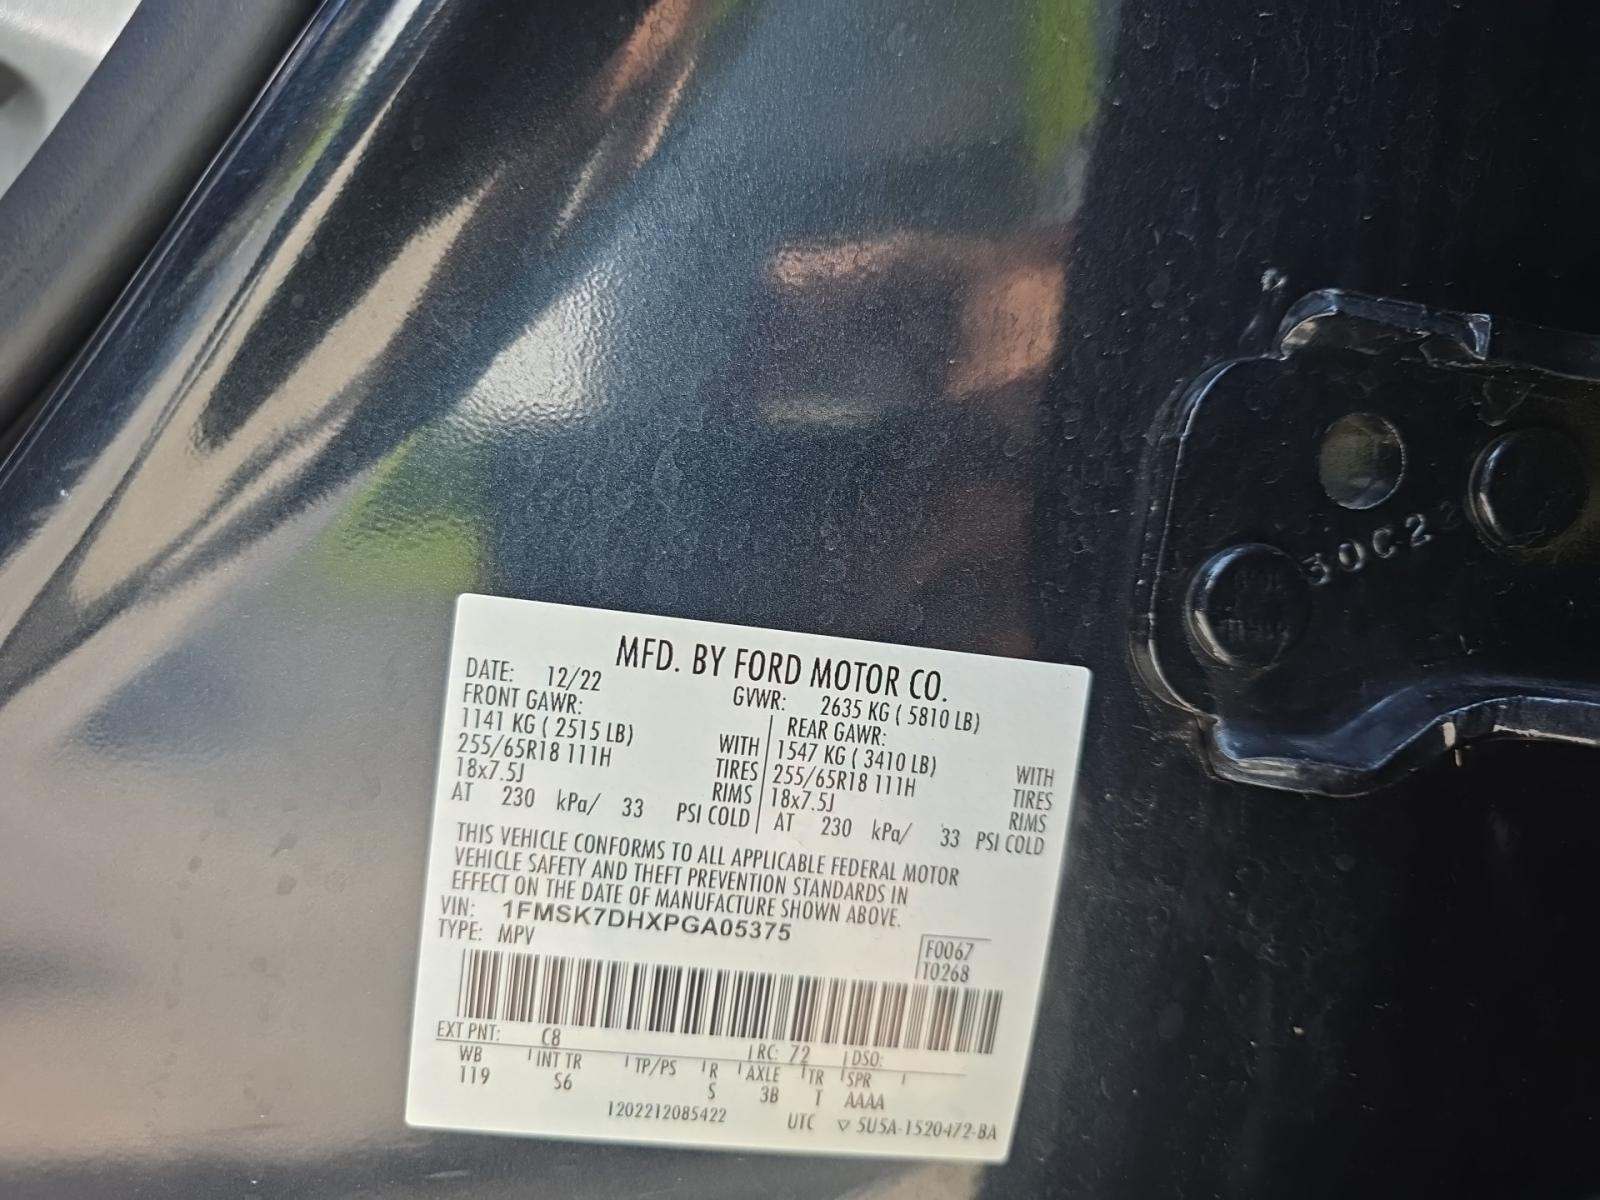 30C2
MFD. BY FORD MOTOR CO.
DATE: 12/22 GVWR: 2635 KG ( 5810 LB)
FRONT GAWR: REAR GAWR:
1141 KG ( 2515 LB) WITH 1547 KG ( 3410 LB) WITH
255/65R18 111H TIRES 255/65R18 111H TIRES
18x7.5J RIMS 18x7.5J RIMS
AT 230 kPa/ 33 PSI COLD AT 230 kPa/ 33 PSI COLD
THIS VEHICLE CONFORMS TO ALL APPLICABLE FEDERAL MOTOR
VEHICLE SAFETY AND THEFT PREVENTION STANDARDS IN
EFFECT ON THE DATE OF MANUFACTURE SHOWN ABOVE.
VIN: 1FMSK7DHXPGA05375
TYPE: MPV
F0067
T0268
EXT PNT: C8 RC: 72 DSO:
WB INT TR TP/PS R AXLE TR SPR
119 S6 S 3B T AAAA
1202212085422 UTC ▽ 5U5A-1520472-BA